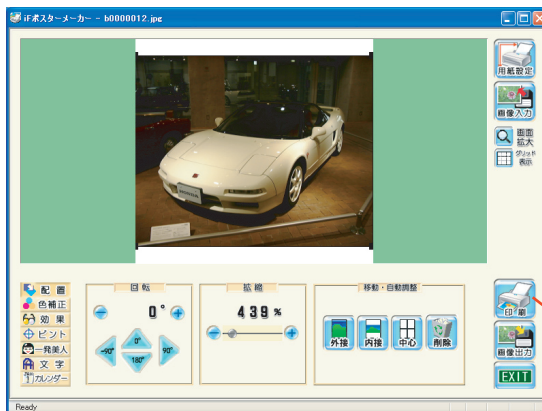 iFポスターメーカー - b0000012.jpg
用紙設定
画像入力
画面
拡大
グリッド
表示
HONDA
配置
色補正
効果
ピント
一発美人
文字
カレンダー
回転
0°
-90°
0°
90°
180°
拡縮
439 %
移動・自動調整
外接
内接
中心
削除
印刷
画像出力
EXIT
Ready